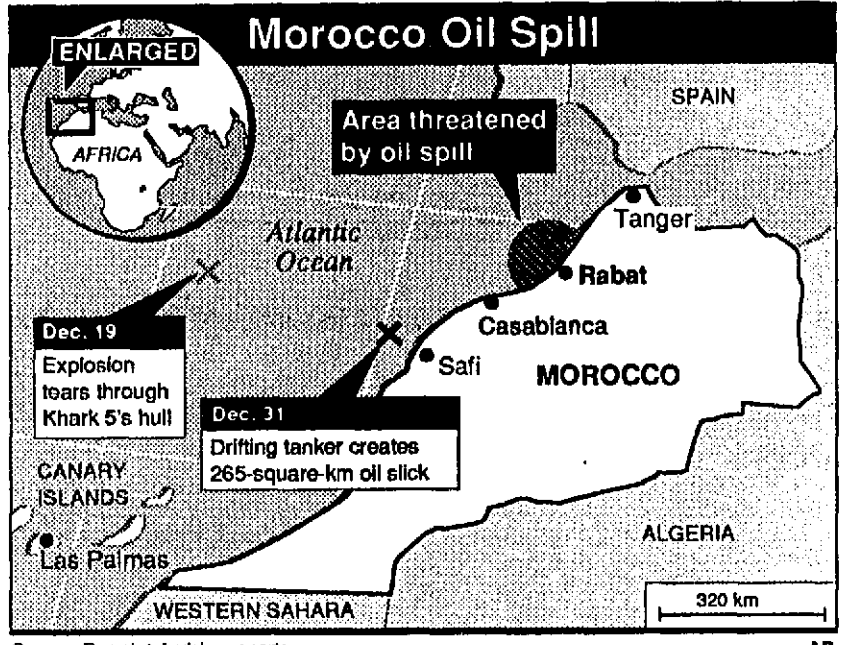 Morocco Oil Spill
ENLARGED
AFRICA
SPAIN
Area threatened
by oil spill
Tanger
Atlantic
Ocean
Rabat
Casablanca
Dec. 19
Explosion
tears through
Khark 5's hull
Safi
MOROCCO
Dec. 31
Drifting tanker creates
265-square-km oil slick
CANARY
ISLANDS
Las Palmas
ALGERIA
WESTERN SAHARA
320 km